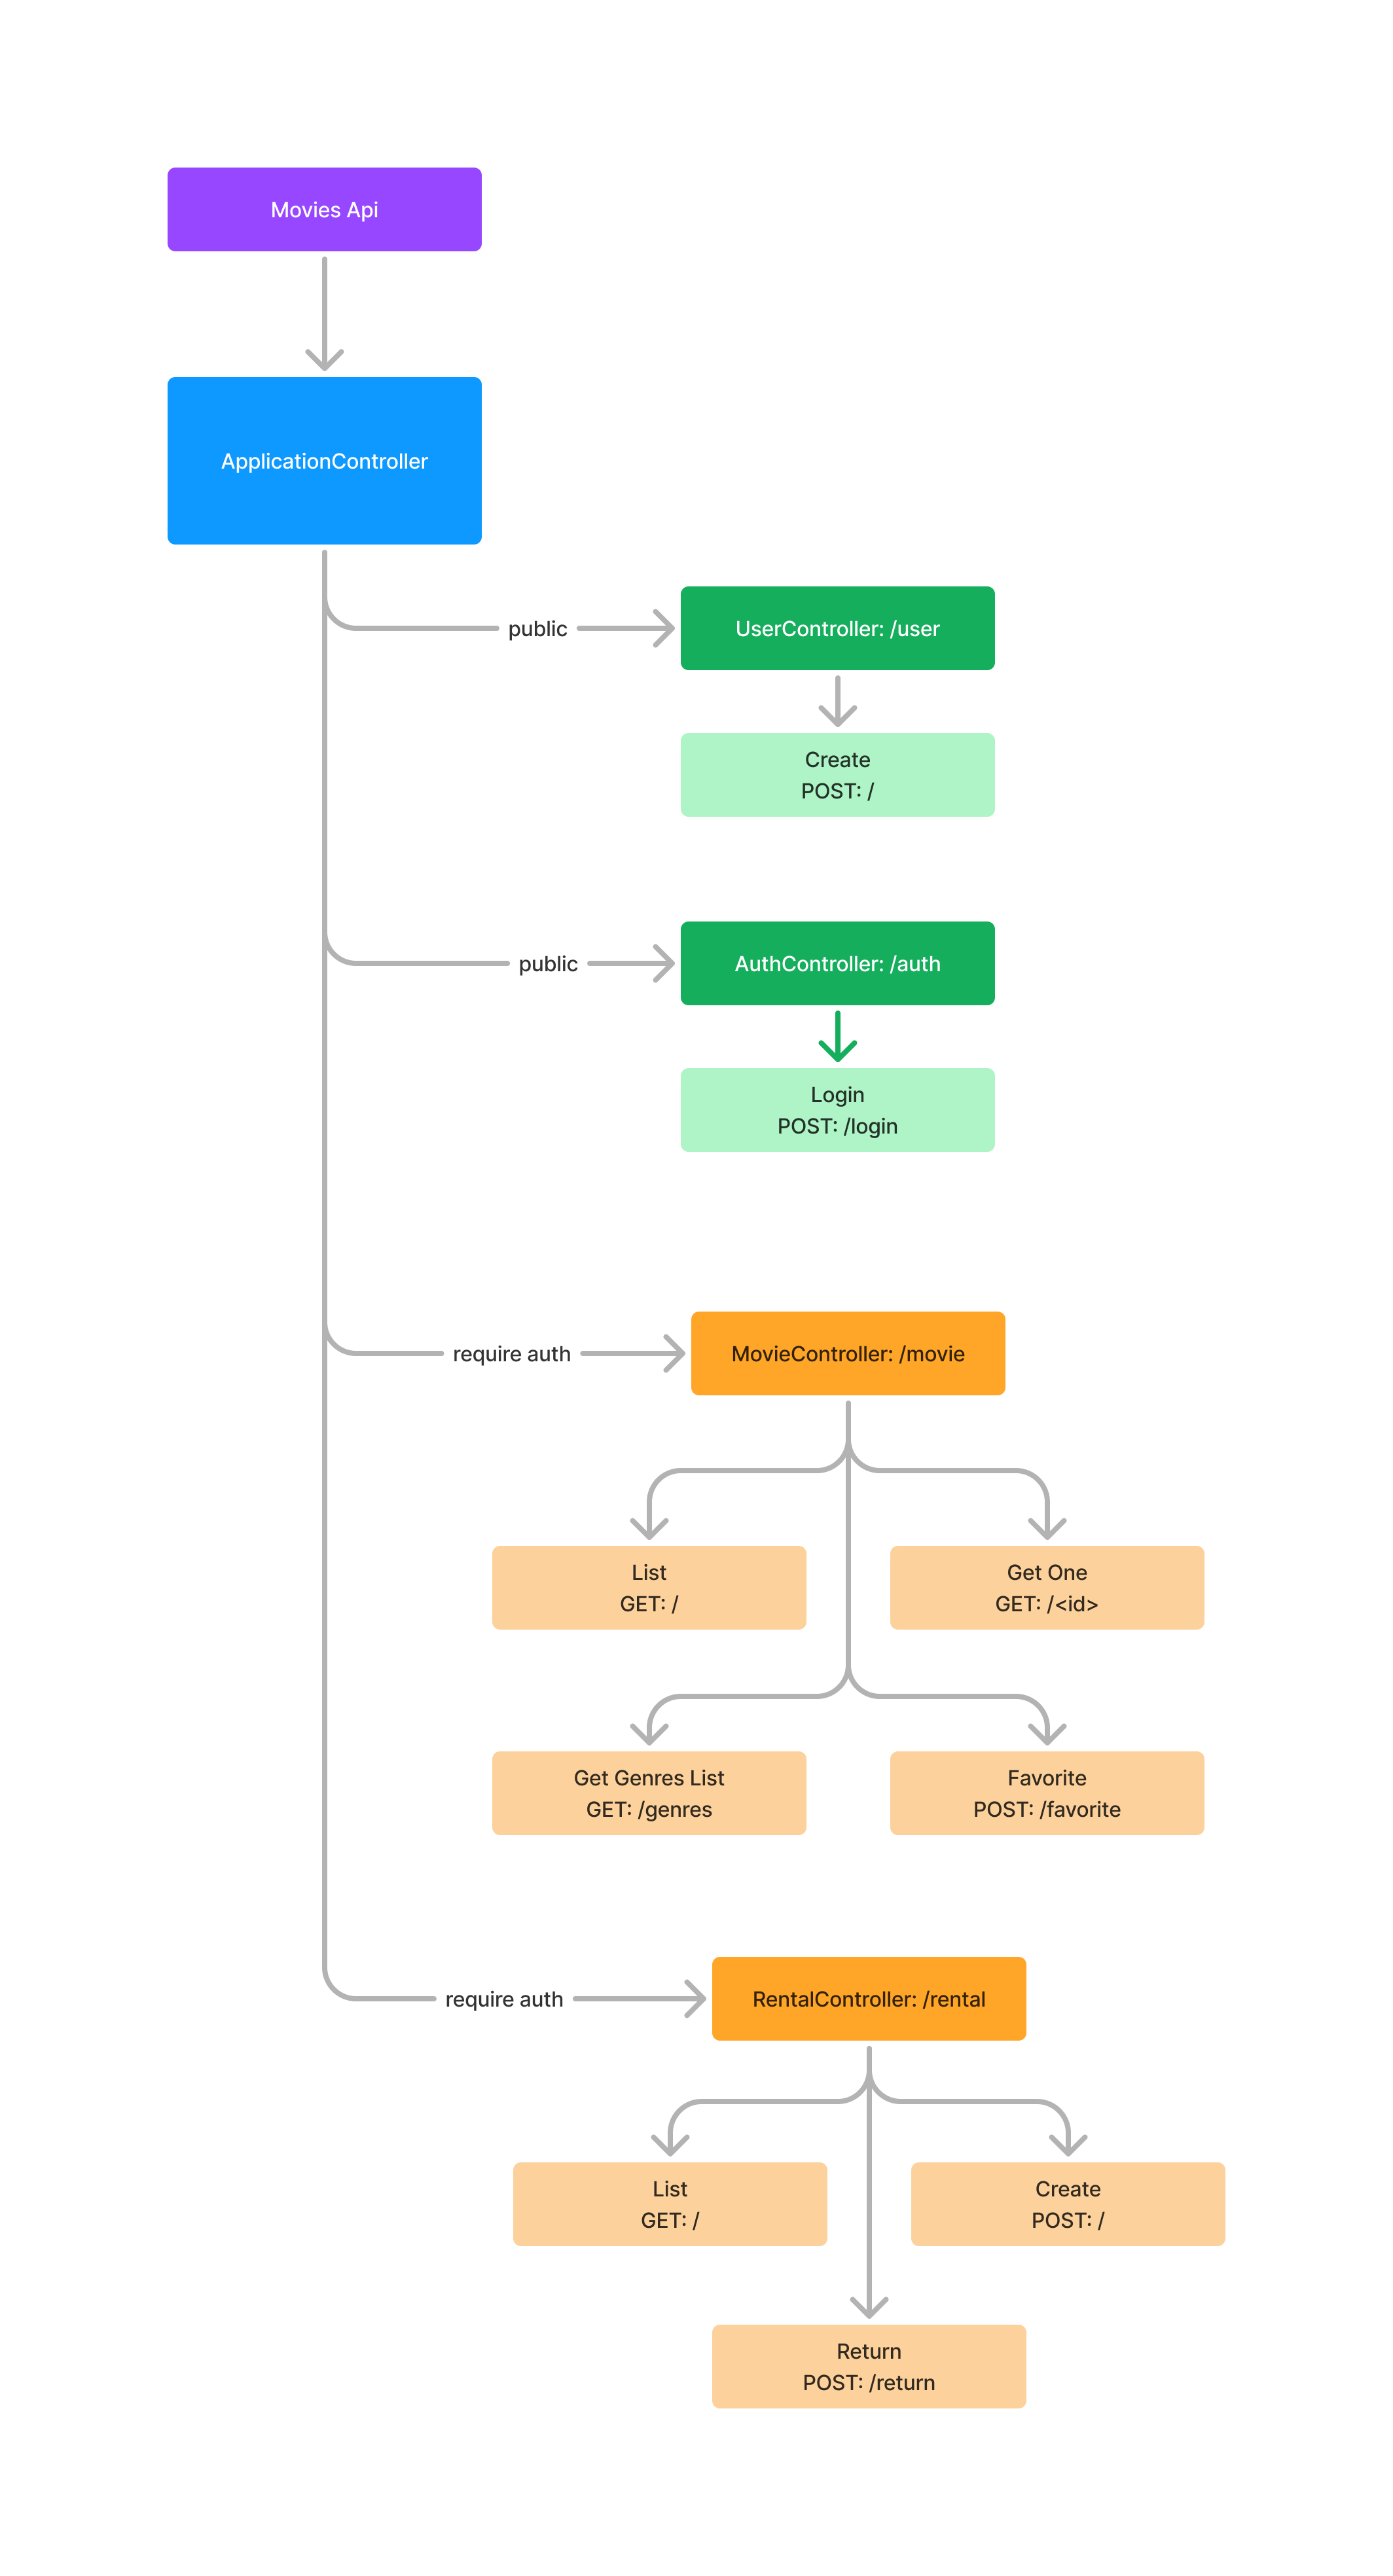 Movies Api
ApplicationController
public
UserController: /user
Create
POST: /
public
AuthController: /auth
Login
POST: /login
require auth
MovieController: /movie
List
GET: /
Get One
GET: /<id>
Get Genres List
GET: /genres
Favorite
POST: /favorite
require auth
RentalController: /rental
List
GET: /
Create
POST: /
Return
POST: /return